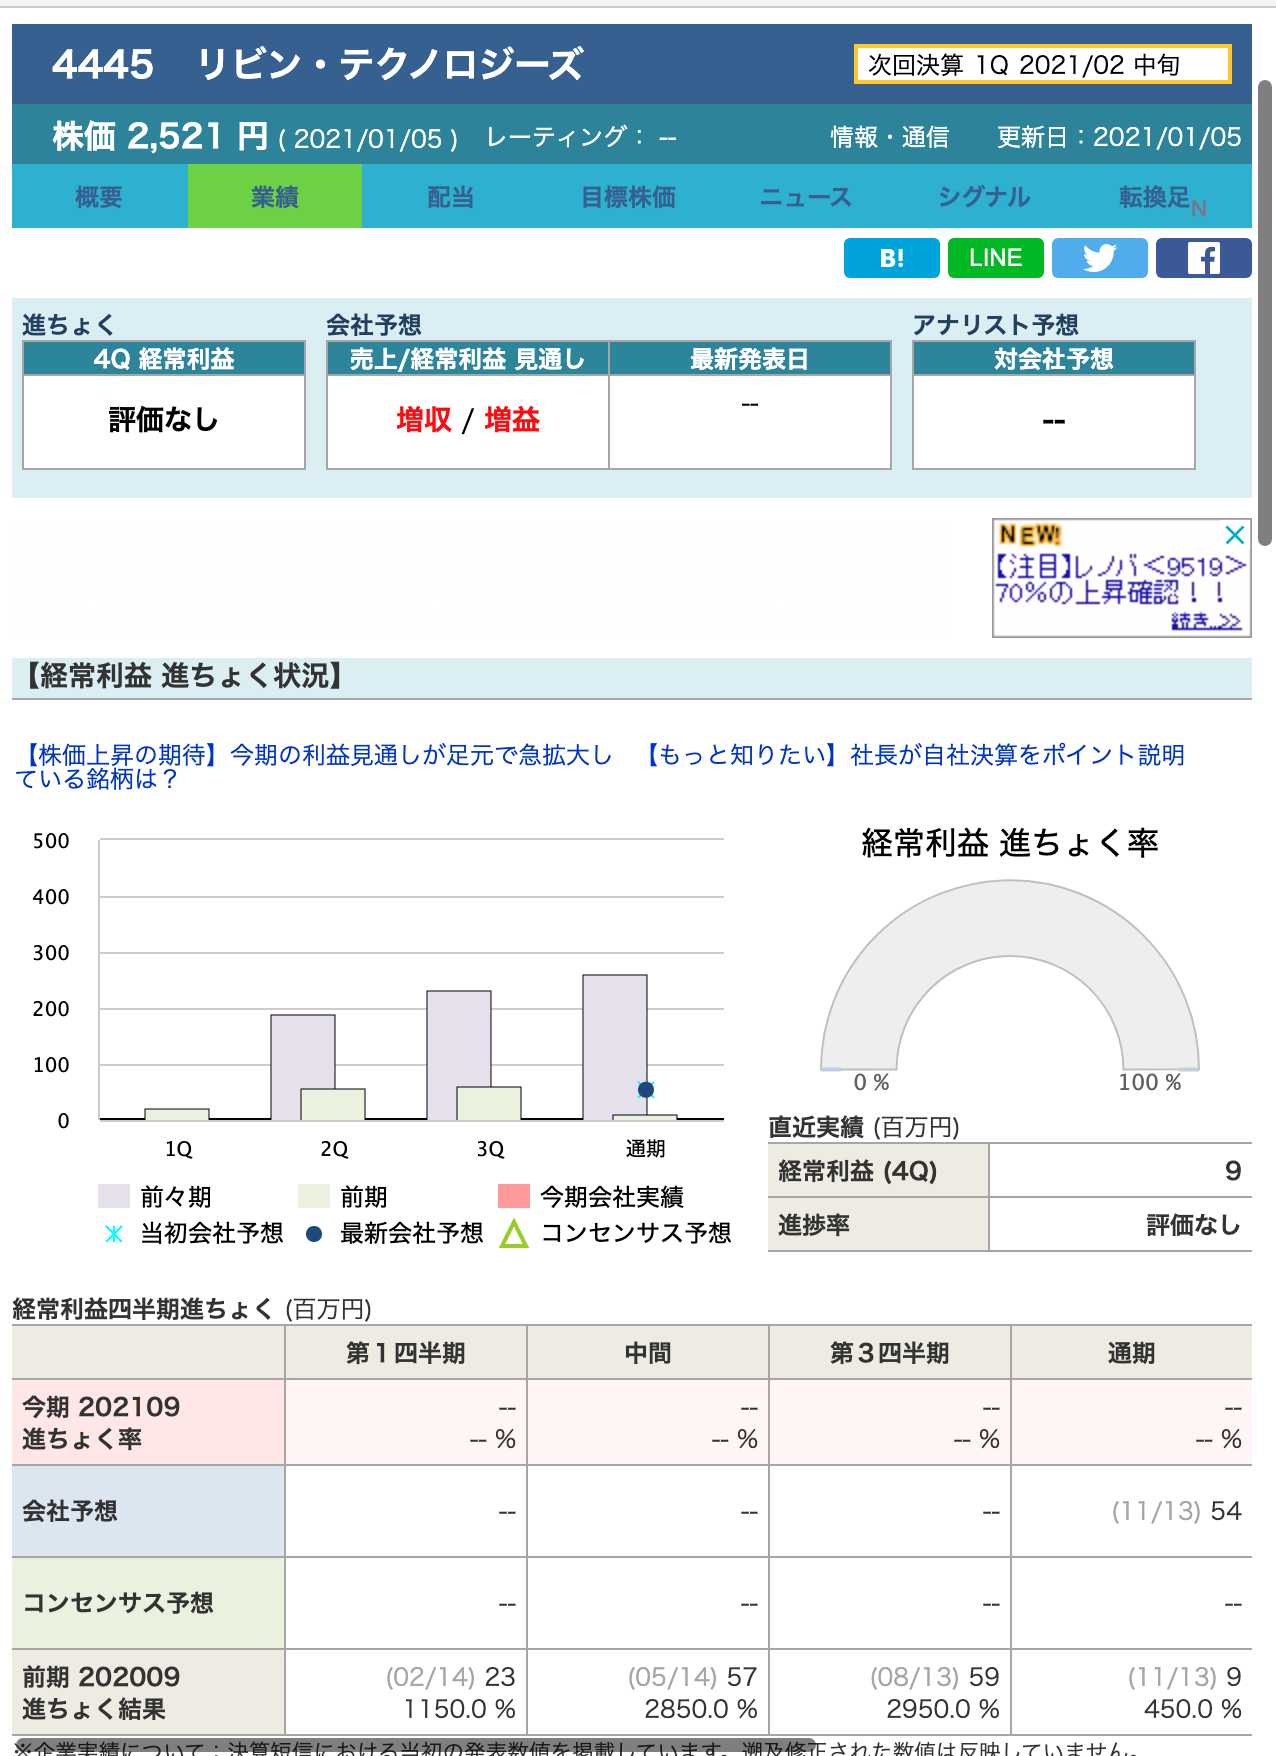 4445 リビン・テクノロジーズ
次回決算 1Q 2021/02 中旬
株価 2,521 円 ( 2021/01/05 ) レーティング： --
情報・通信 更新日：2021/01/05
概要 業績 配当 目標株価 ニュース シグナル 転換足N
B! LINE
進ちょく 会社予想 アナリスト予想
4Q 経常利益 売上/経常利益 見通し 最新発表日 対会社予想
評価なし 増収 / 増益 -- --
NEW!
【注目】レノバ<9519>
70%の上昇確認！！
続き..>>
【経常利益 進ちょく状況】
【株価上昇の期待】今期の利益見通しが足元で急拡大し
ている銘柄は？
【もっと知りたい】社長が自社決算をポイント説明
500
400
300
200
100
0
1Q 2Q 3Q 通期
前々期 前期 今期会社実績
当初会社予想 最新会社予想 コンセンサス予想
経常利益 進ちょく率
0 % 100 %
直近実績 (百万円)
経常利益 (4Q) 9
進捗率 評価なし
経常利益四半期進ちょく (百万円)
第１四半期 中間 第３四半期 通期
今期 202109 -- -- -- --
進ちょく率 -- % -- % -- % -- %
会社予想 -- -- -- (11/13) 54
コンセンサス予想 -- -- -- --
前期 202009 (02/14) 23 (05/14) 57 (08/13) 59 (11/13) 9
進ちょく結果 1150.0 % 2850.0 % 2950.0 % 450.0 %
※企業実績について：決算短信における当初の発表数値を掲載しています。遡及修正された数値は反映していません。